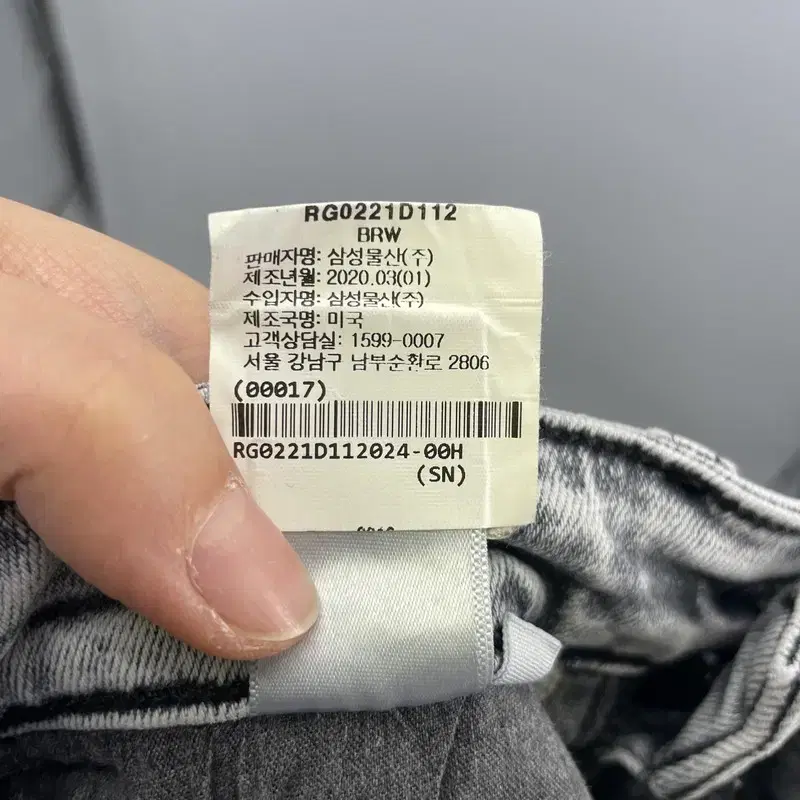 RG0221D112
BRW
판매자명: 삼성물산(주)
제조년월: 2020.03(01)
수입자명: 삼성물산(주)
제조국명: 미국
고객상담실: 1599-0007
서울 강남구 남부순환로 2806
(00017)
RG0221D112024-00H
(SN)